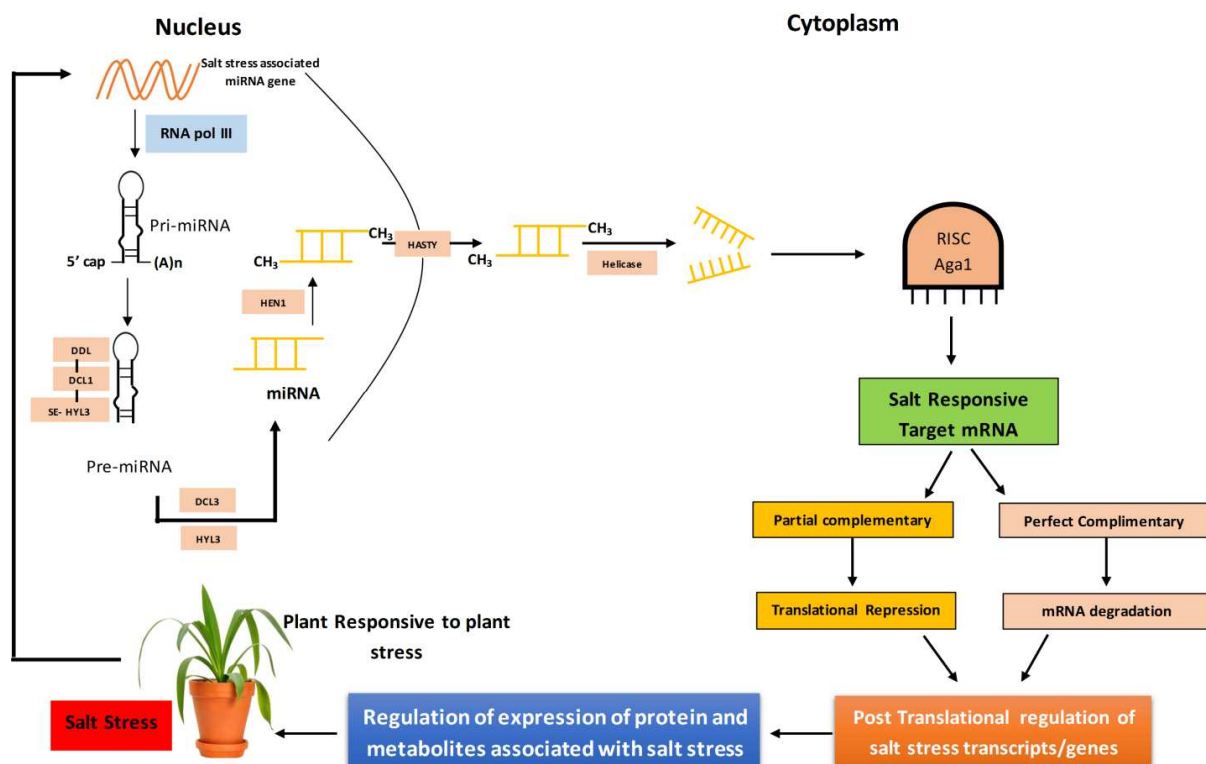 Nucleus
Cytoplasm
Salt stress associated
miRNA gene
RNA pol III
Pri-miRNA
5’ cap
(A)n
DDL
DCL1
SE- HYL3
Pre-miRNA
DCL3
HYL3
miRNA
HEN1
CH3
CH3
HASTY
CH3
CH3
Helicase
RISC
Aga1
Salt Responsive
Target mRNA
Partial complementary
Perfect Complimentary
Translational Repression
mRNA degradation
Post Translational regulation of
salt stress transcripts/genes
Regulation of expression of protein and
metabolites associated with salt stress
Plant Responsive to plant
stress
Salt Stress